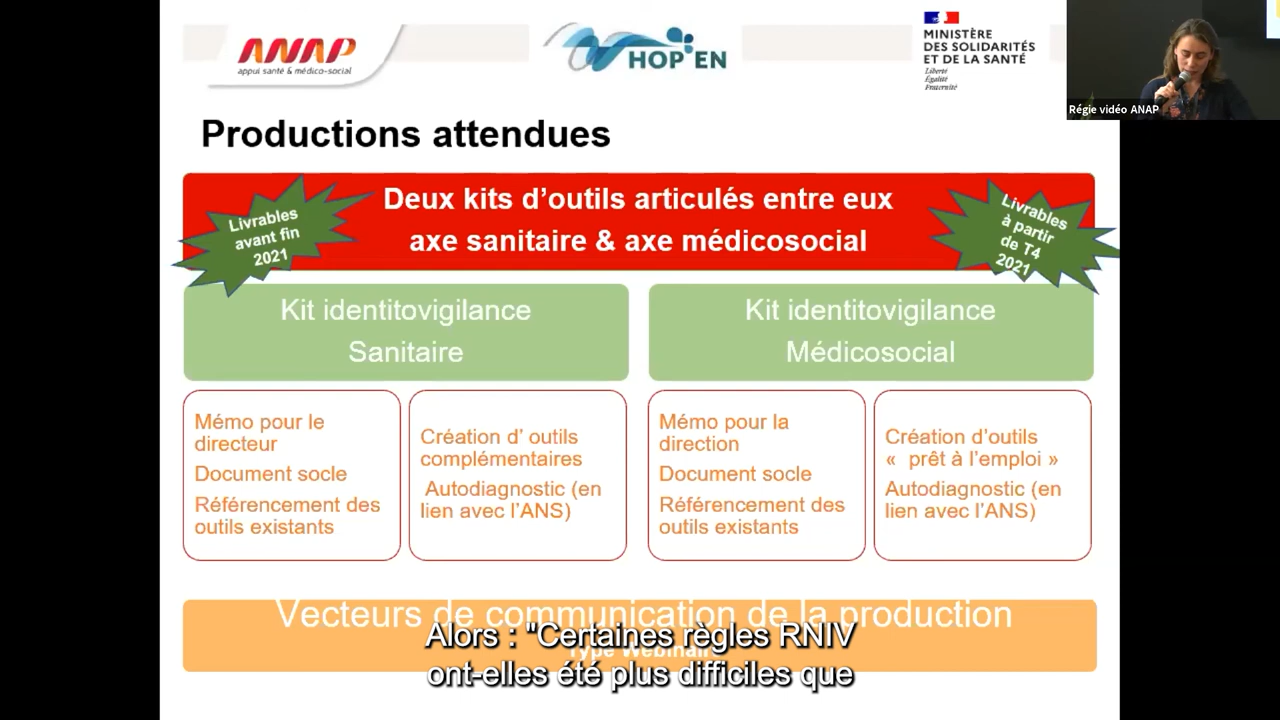 ANAP
appui santé & médico-social
HOP'EN
MINISTÈRE
DES SOLIDARITÉS
ET DE LA SANTÉ
Liberté
Égalité
Fraternité
Régie vidéo ANAP
Productions attendues
Deux kits d'outils articulés entre eux
axe sanitaire & axe médicosocial
Livrables
avant fin
2021
Livrables
à partir
de T4
2021
Kit identitovigilance
Sanitaire
Kit identitovigilance
Médicosocial
Mémo pour le
directeur
Document socle
Référencement des
outils existants
Création d' outils
complémentaires
Autodiagnostic (en
lien avec l'ANS)
Mémo pour la
direction
Document socle
Référencement des
outils existants
Création d'outils
« prêt à l'emploi »
Autodiagnostic (en
lien avec l'ANS)
Vecteurs de communication de la production
Type Webinaire
Alors : "Certaines règles RNIV
ont-elles été plus difficiles que